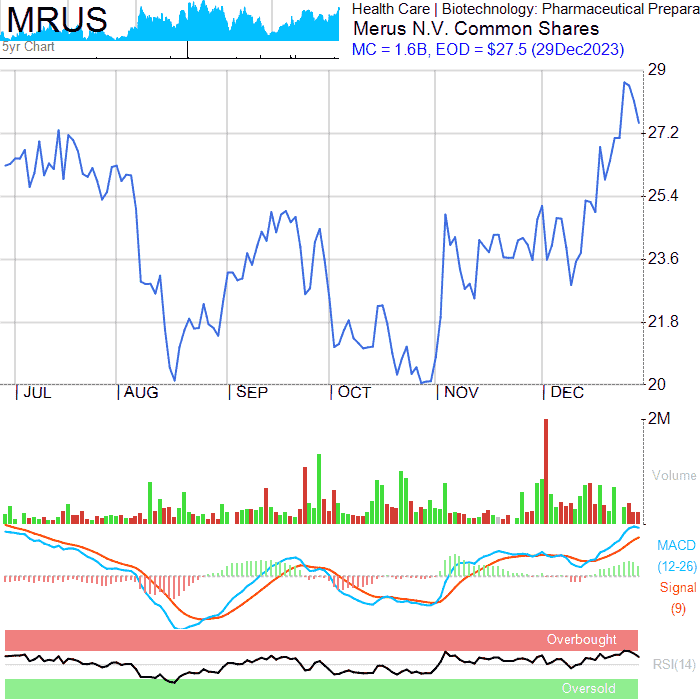 MRUS
5yr Chart
Health Care | Biotechnology: Pharmaceutical Prepara
Merus N.V. Common Shares
MC = 1.6B, EOD = $27.5 (29Dec2023)
29
27.2
25.4
23.6
21.8
20
JUL AUG SEP OCT NOV DEC
2M
Volume
MACD
(12-26)
Signal
(9)
Overbought
RSI(14)
Oversold